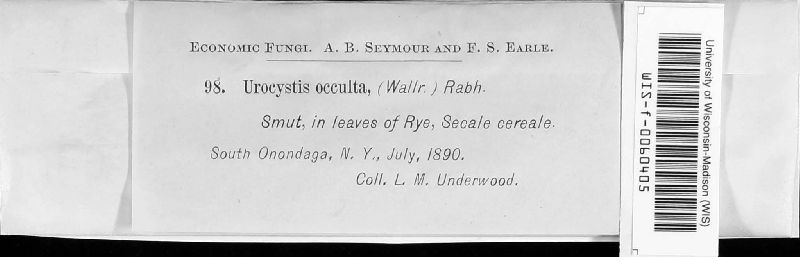 Economic Fungi. A. B. Seymour and F. S. Earle.
98. Urocystis occulta, (Wallr.) Rabh.
Smut, in leaves of Rye, Secale cereale.
South Onondaga, N. Y., July, 1890.
Coll. L. M. Underwood.
University of Wisconsin-Madison (WIS)
WIS-f-0060405